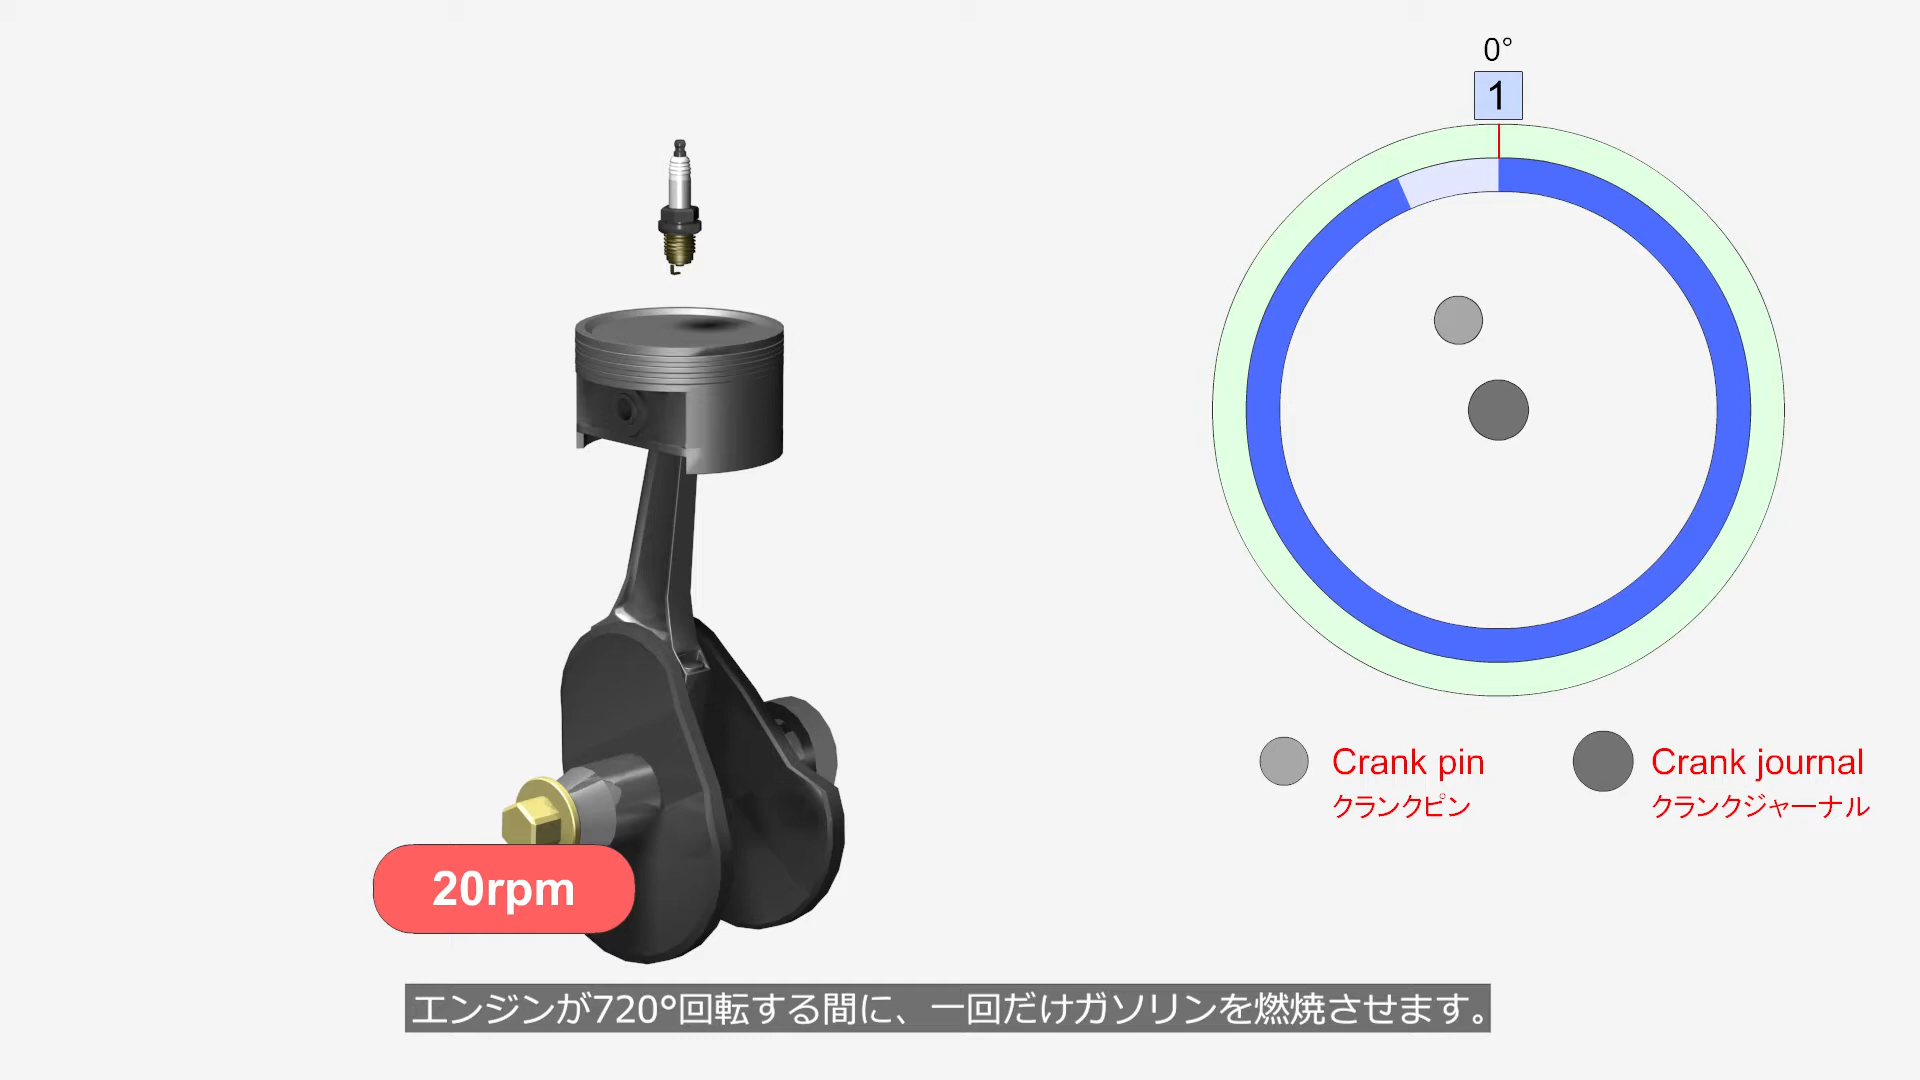 0°
1
Crank pin
クランクピン
Crank journal
クランクジャーナル
20rpm
エンジンが720°回転する間に、一回だけガソリンを燃焼させます。